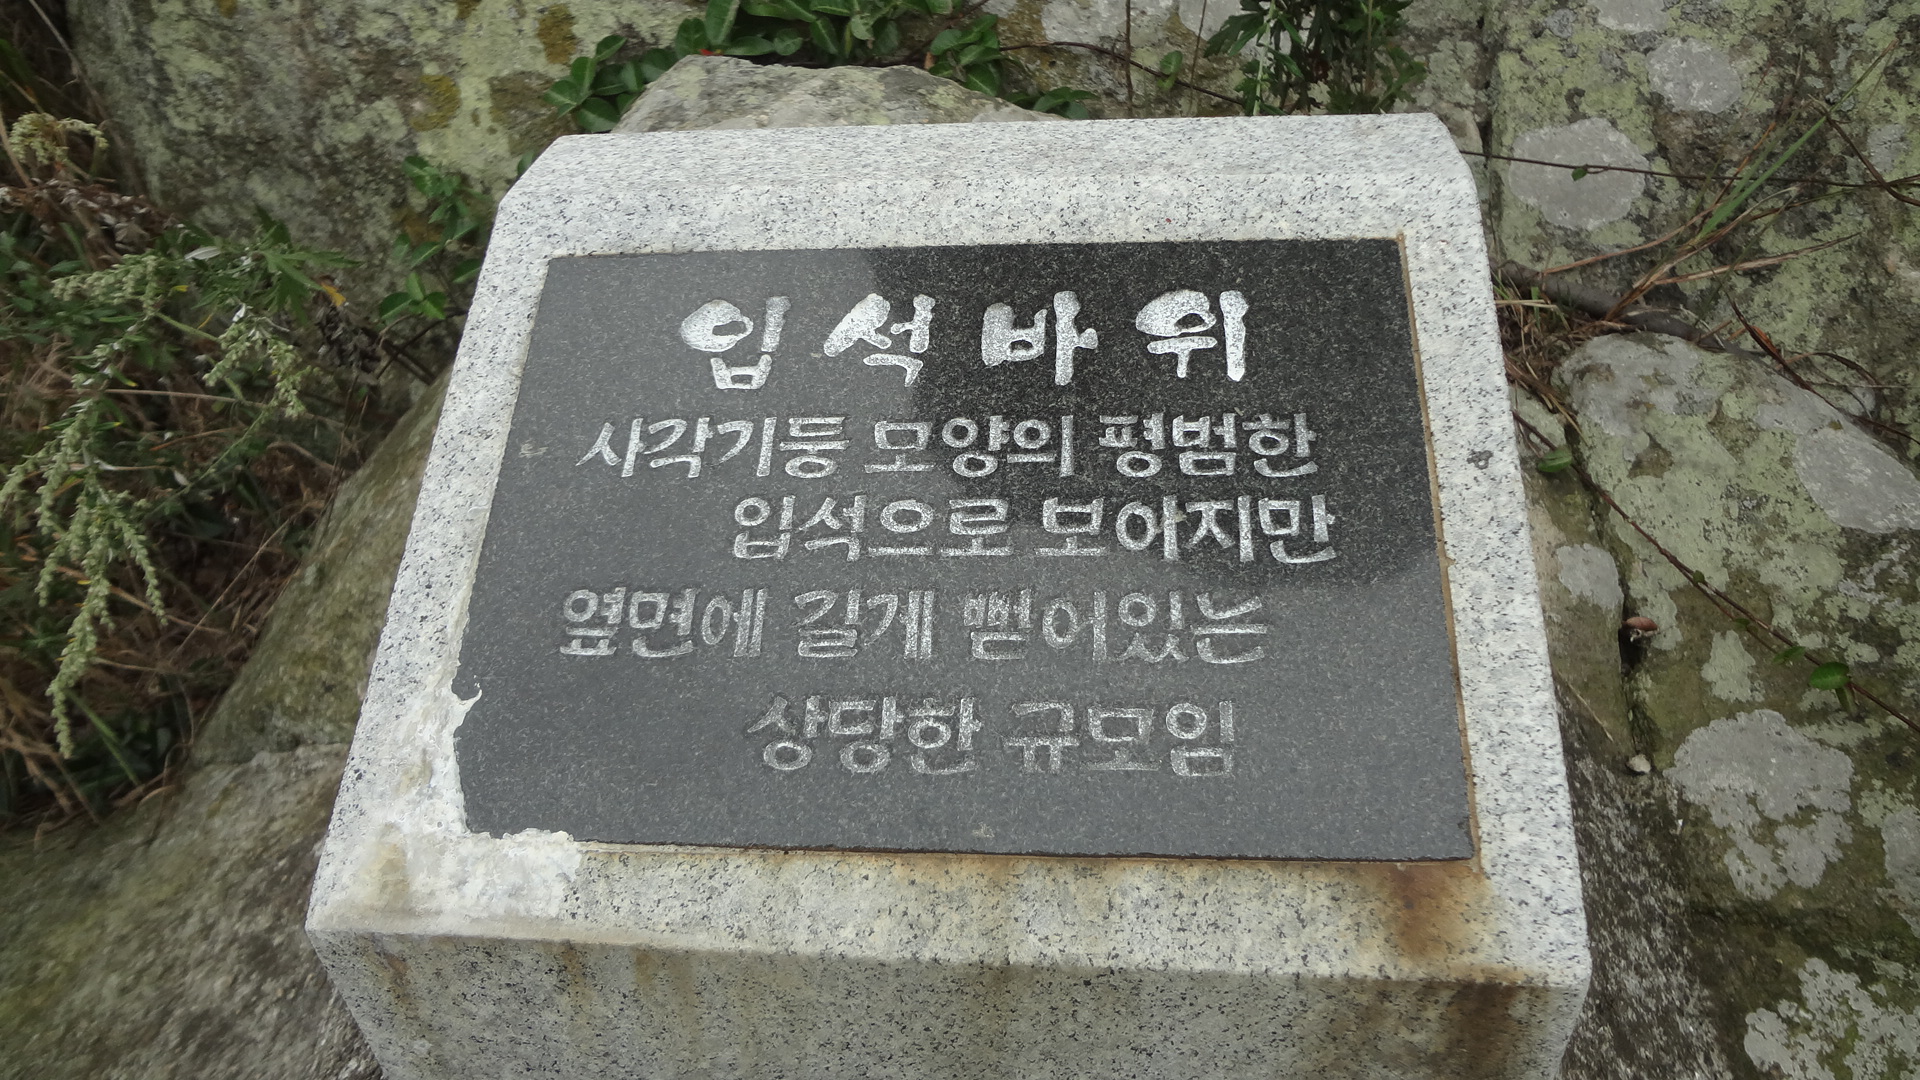 입석바위
사각기둥 모양의 평범한
입석으로 보아지만
옆면에 길게 뻗어있는
상당한 규모임